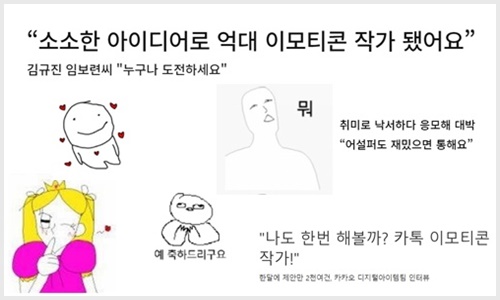 “소소한 아이디어로 억대 이모티콘 작가 됐어요”
김규진 임보련씨 "누구나 도전하세요"
뭐
취미로 낙서하다 응모해 대박
“어설퍼도 재밌으면 통해요”
예 축하드리구요
"나도 한번 해볼까? 카톡 이모티콘
작가!"
한달에 제안만 2천여건, 카카오 디지털아이템팀 인터뷰